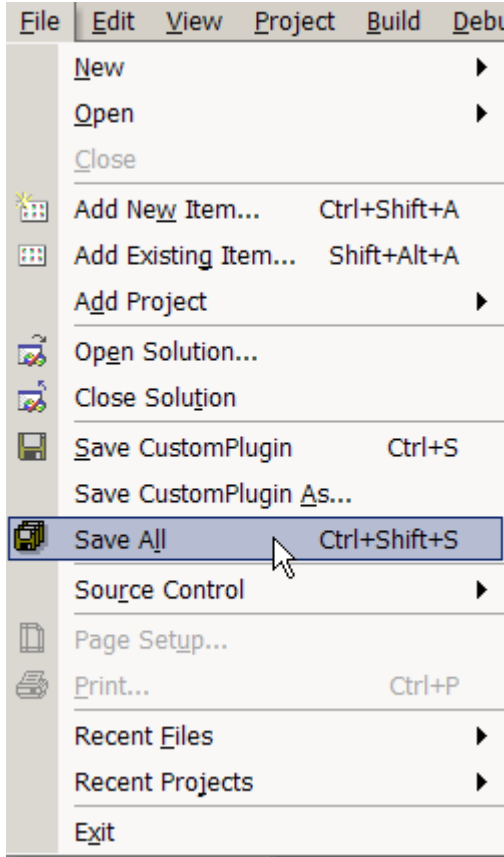 File Edit View Project Build Debu
New
Open
Close
Add New Item... Ctrl+Shift+A
Add Existing Item... Shift+Alt+A
Add Project
Open Solution...
Close Solution
Save CustomPlugin Ctrl+S
Save CustomPlugin As...
Save All Ctrl+Shift+S
Source Control
Page Setup...
Print... Ctrl+P
Recent Files
Recent Projects
Exit